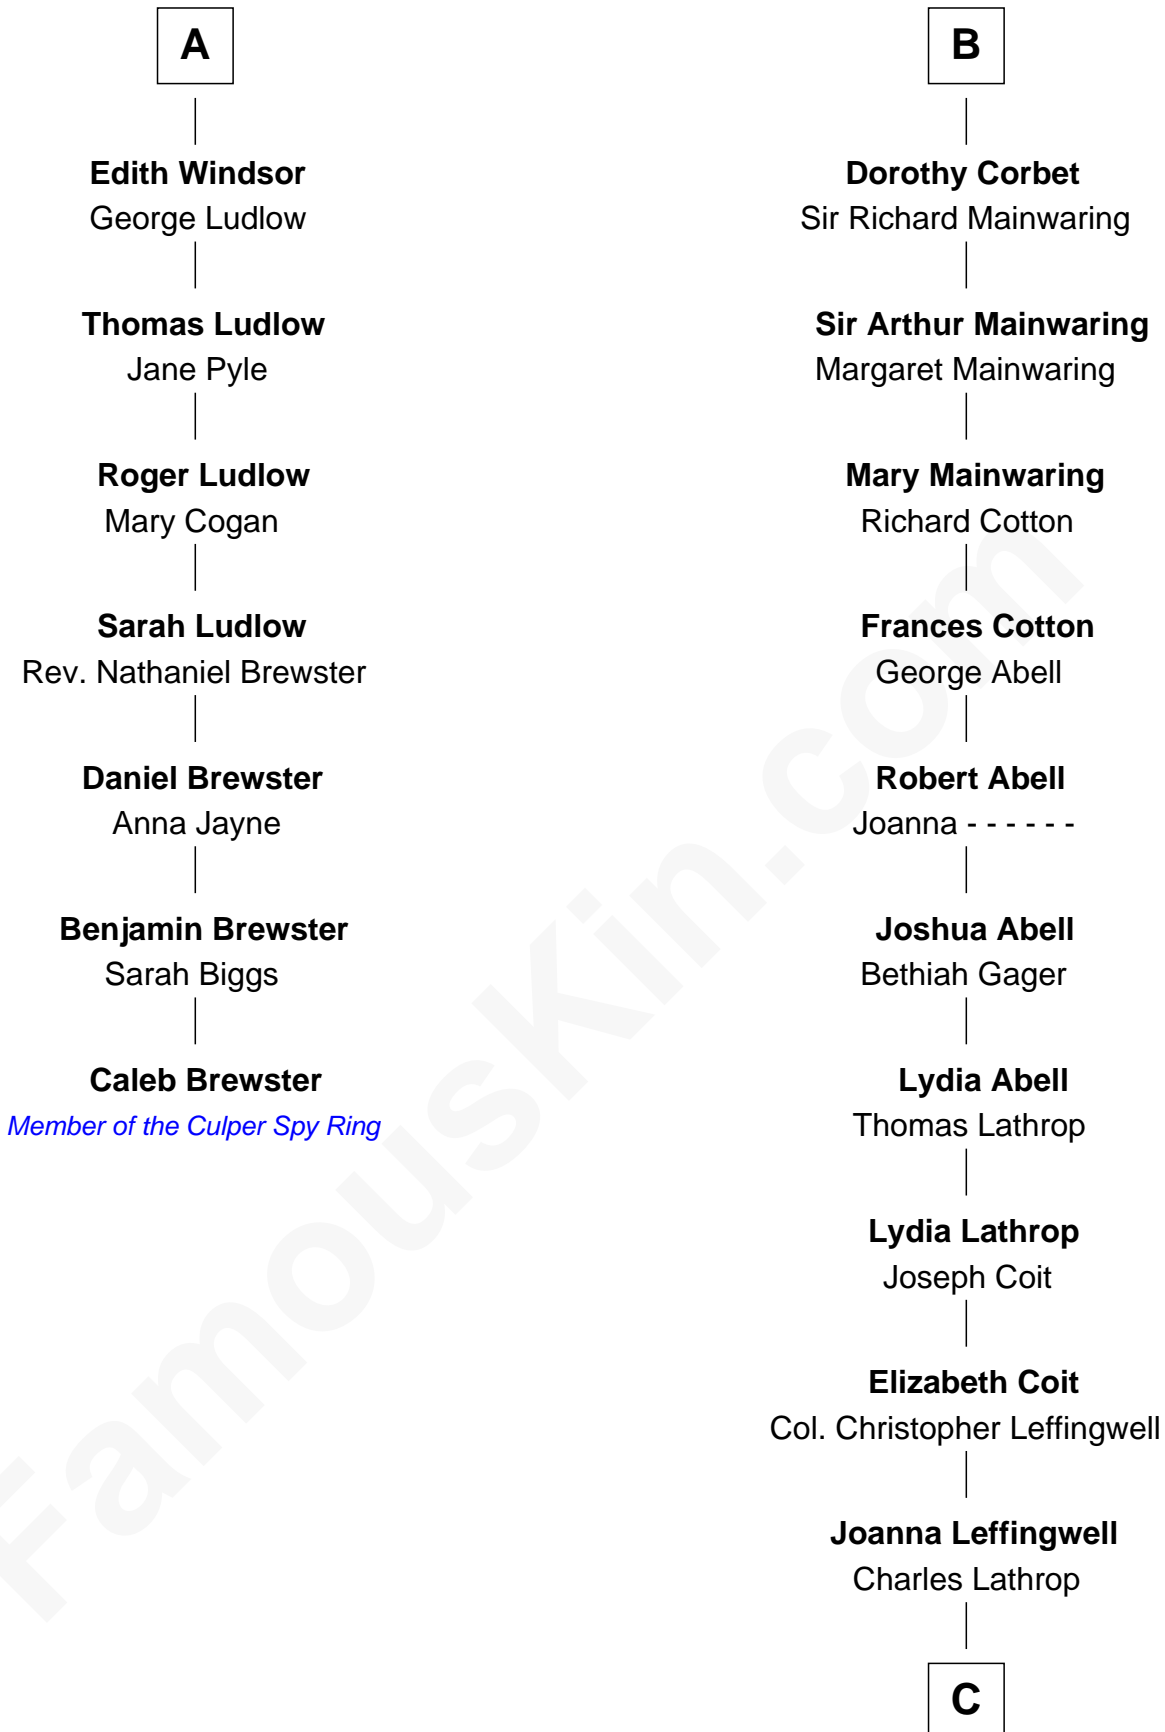 A
Edith Windsor
George Ludlow
Thomas Ludlow
Jane Pyle
Roger Ludlow
Mary Cogan
Sarah Ludlow
Rev. Nathaniel Brewster
Daniel Brewster
Anna Jayne
Benjamin Brewster
Sarah Biggs
Caleb Brewster
Member of the Culper Spy Ring
B
Dorothy Corbet
Sir Richard Mainwaring
Sir Arthur Mainwaring
Margaret Mainwaring
Mary Mainwaring
Richard Cotton
Frances Cotton
George Abell
Robert Abell
Joanna - - - - - -
Joshua Abell
Bethiah Gager
Lydia Abell
Thomas Lathrop
Lydia Lathrop
Joseph Coit
Elizabeth Coit
Col. Christopher Leffingwell
Joanna Leffingwell
Charles Lathrop
C
FamousKin.com